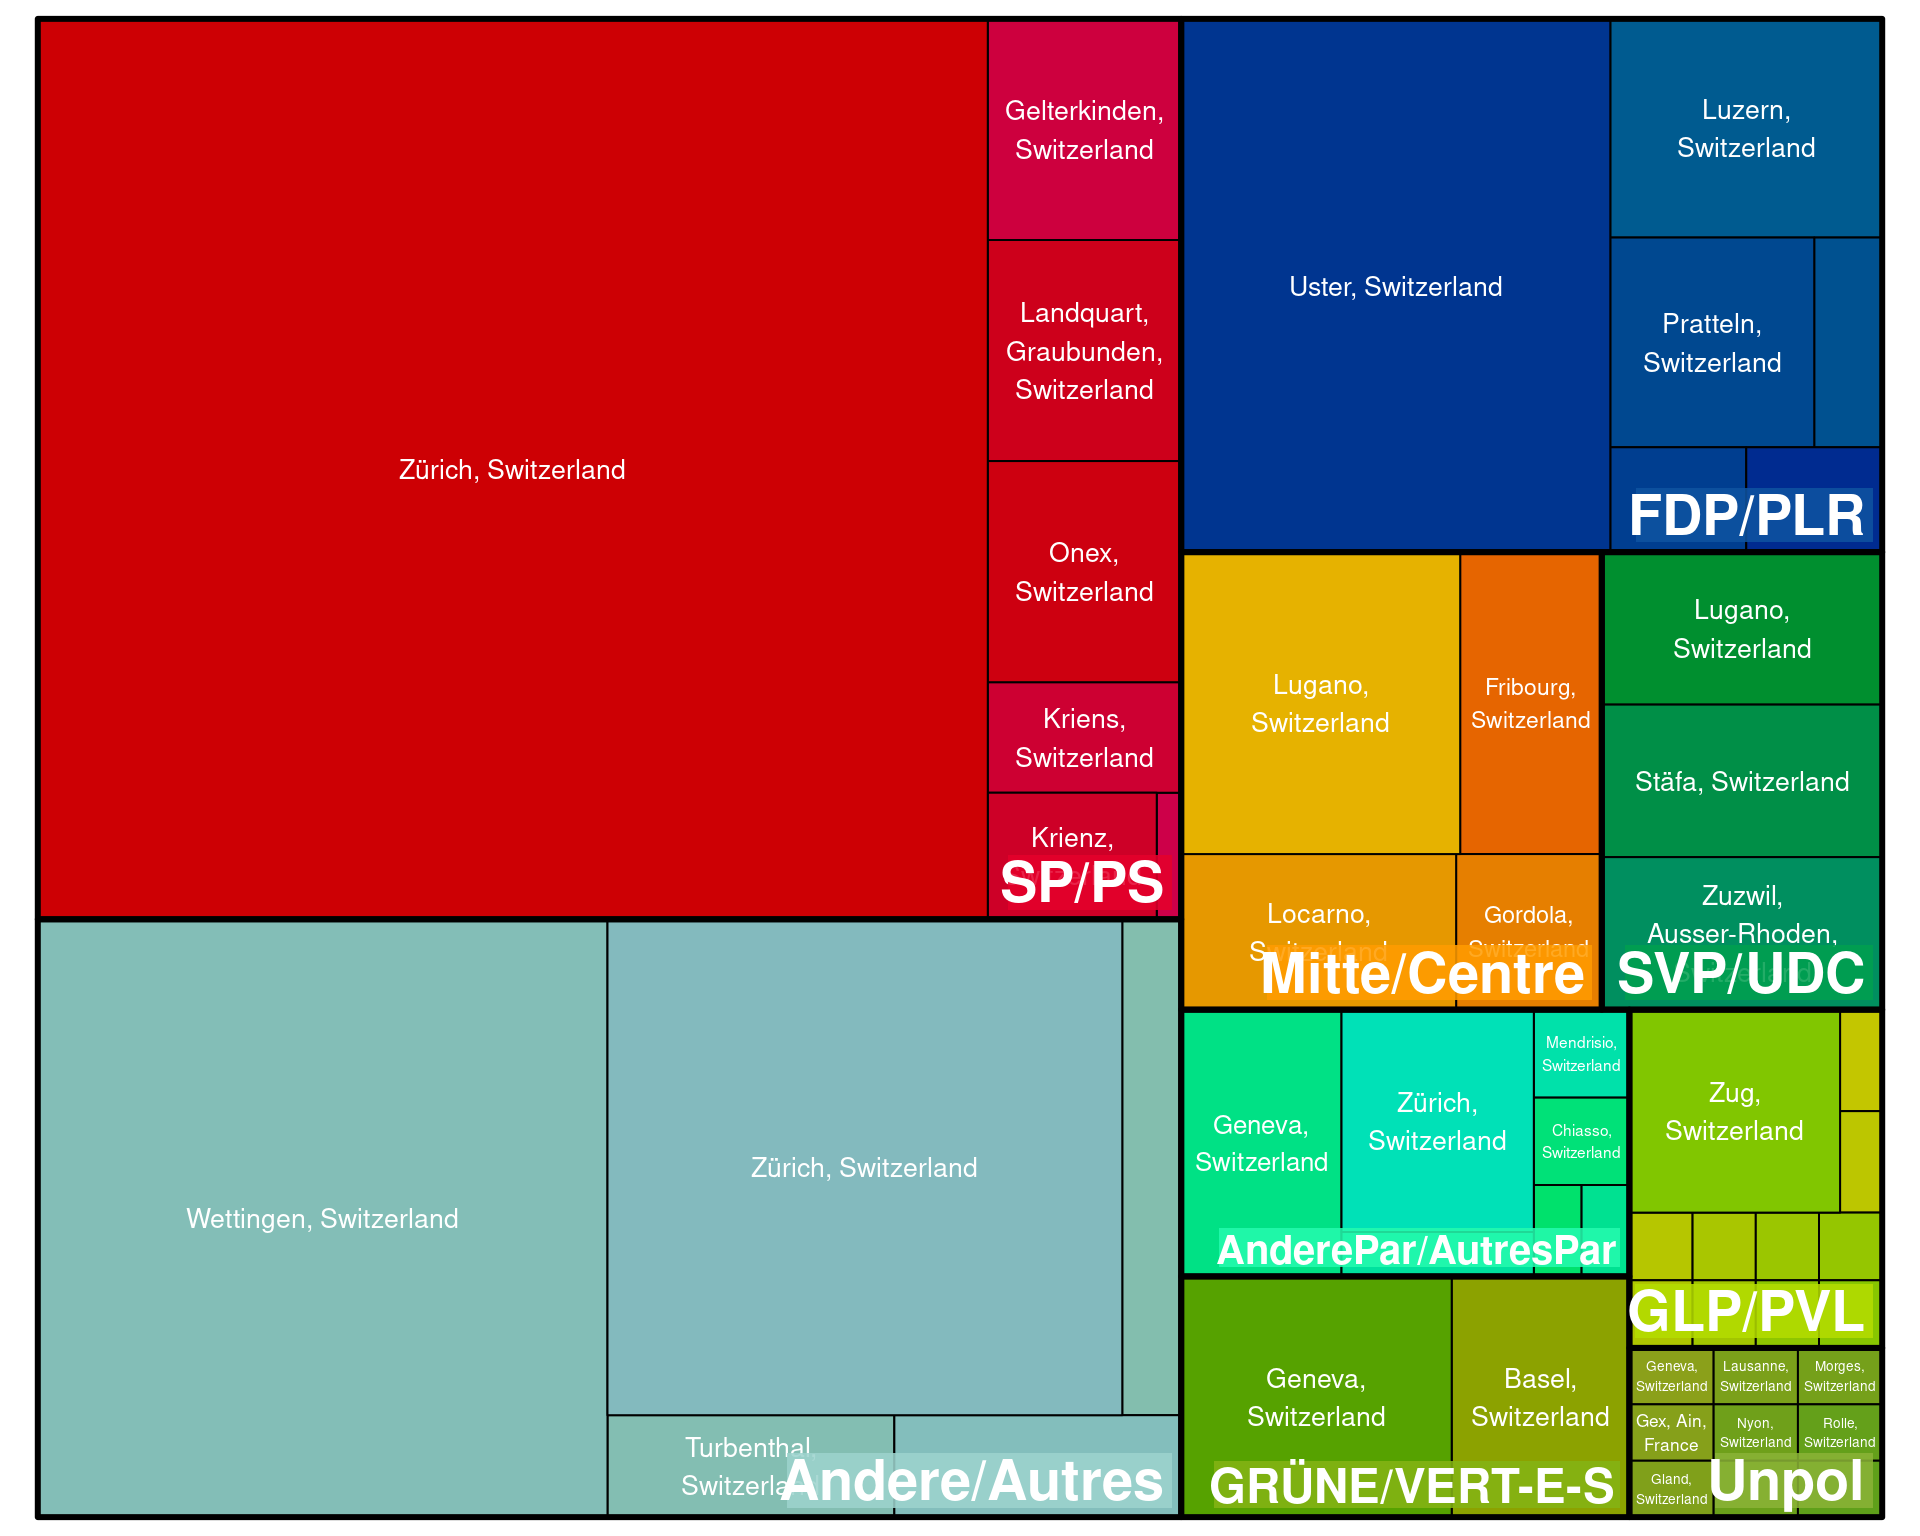 Zürich, Switzerland
Gelterkinden,
Switzerland
Landquart,
Graubunden,
Switzerland
Onex,
Switzerland
Kriens,
Switzerland
Krienz,
SP/PS
Wettingen, Switzerland
Zürich, Switzerland
Turbenthal,
Switzerland
Andere/Autres
Uster, Switzerland
Luzern,
Switzerland
Pratteln,
Switzerland
FDP/PLR
Lugano,
Switzerland
Fribourg,
Switzerland
Locarno,
Switzerland
Gordola,
Switzerland
Mitte/Centre
Lugano,
Switzerland
Stäfa, Switzerland
Zuzwil,
Ausser-Rhoden,
Switzerland
SVP/UDC
Geneva,
Switzerland
Zürich,
Switzerland
Mendrisio,
Switzerland
Chiasso,
Switzerland
AnderePar/AutresPar
Zug,
Switzerland
GLP/PVL
Geneva,
Switzerland
Basel,
Switzerland
GRÜNE/VERT-E-S
Geneva,
Switzerland
Lausanne,
Switzerland
Morges,
Switzerland
Gex, Ain,
France
Nyon,
Switzerland
Rolle,
Switzerland
Gland,
Switzerland
Unpol